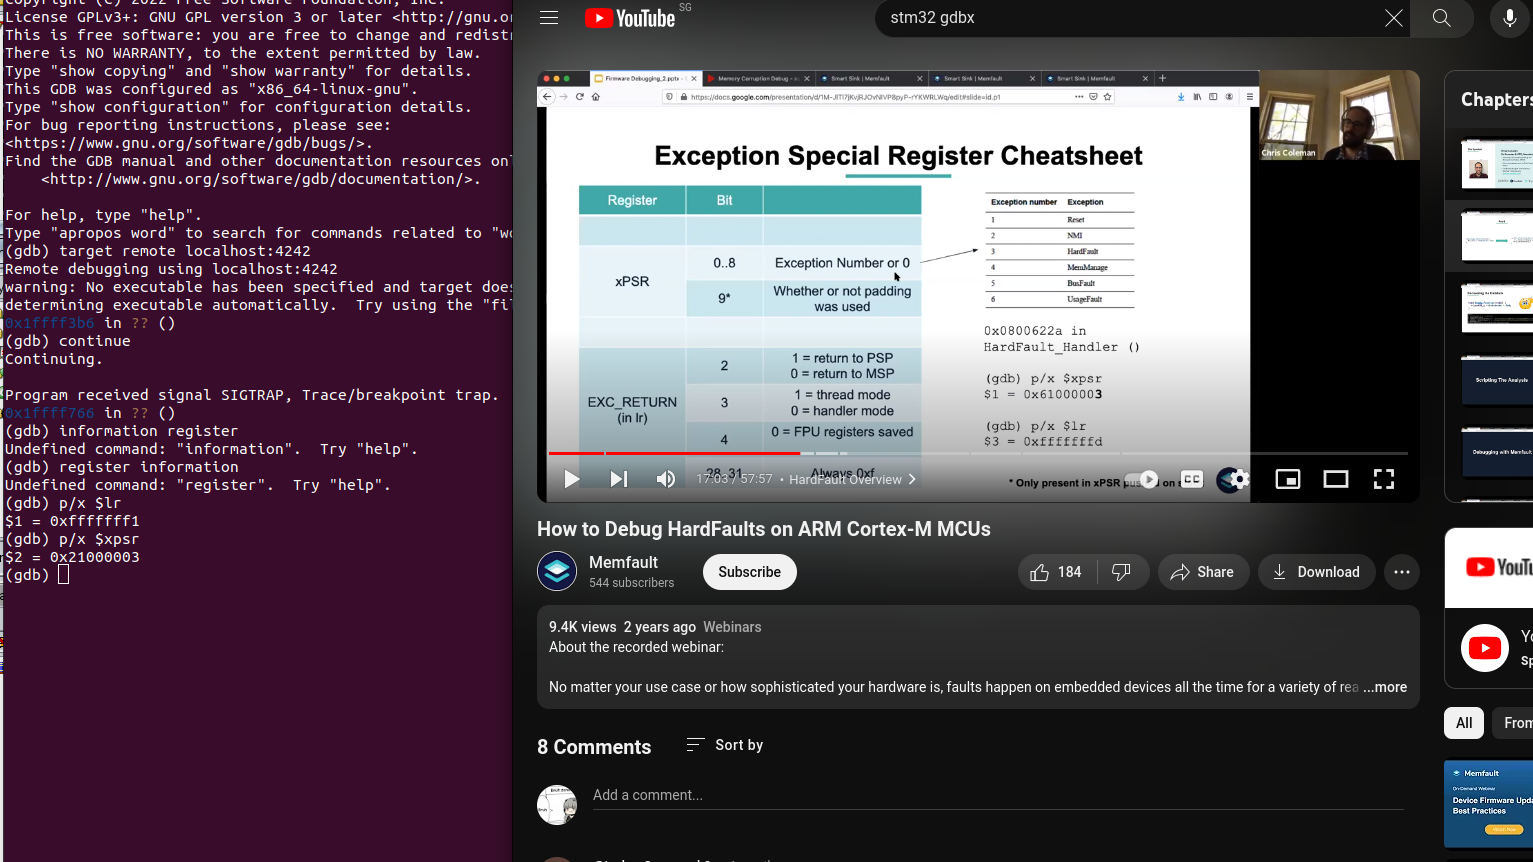 License GPLv3+: GNU GPL version 3 or later <http://gnu.o
This is free software: you are free to change and redist
There is NO WARRANTY, to the extent permitted by law.
Type "show copying" and "show warranty" for details.
This GDB was configured as "x86_64-linux-gnu".
Type "show configuration" for configuration details.
For bug reporting instructions, please see:
<https://www.gnu.org/software/gdb/bugs/>.
Find the GDB manual and other documentation resources on
<http://www.gnu.org/software/gdb/documentation/>.
For help, type "help".
Type "apropos word" to search for commands related to "w
(gdb) target remote localhost:4242
Remote debugging using localhost:4242
warning: No executable has been specified and target does
determining executable automatically.  Try using the "fil
0x1ffff3b6 in ?? ()
(gdb) continue
Continuing.
Program received signal SIGTRAP, Trace/breakpoint trap.
0x1ffff766 in ?? ()
(gdb) information register
Undefined command: "information".  Try "help".
(gdb) register information
Undefined command: "register".  Try "help".
(gdb) p/x $lr
$1 = 0xfffffff1
(gdb) p/x $xpsr
$2 = 0x21000003
(gdb)
YouTube SG
stm32 gdbx
Firmware Debugging_2.pptx
Memory Corruption Debug
Smart Sink | Memfault
Smart Sink | Memfault
Smart Sink | Memfault
Chris Coleman
Exception Special Register Cheatsheet
Register Bit
xPSR
0..8 Exception Number or 0
9* Whether or not padding
was used
EXC_RETURN
(in lr)
2 1 = return to PSP
0 = return to MSP
3 1 = thread mode
0 = handler mode
4 0 = FPU registers saved
28..31 Always 0xf
Exception number Exception
1 Reset
2 NMI
3 HardFault
4 MemManage
5 BusFault
6 UsageFault
0x0800622a in
HardFault_Handler ()
(gdb) p/x $xpsr
$1 = 0x61000003
(gdb) p/x $lr
$3 = 0xfffffffd
* Only present in xPSR
17:03 / 57:57 • HardFault Overview
CC
How to Debug HardFaults on ARM Cortex-M MCUs
Memfault
544 subscribers
Subscribe
184
Share
Download
9.4K views 2 years ago Webinars
About the recorded webinar:
No matter your use case or how sophisticated your hardware is, faults happen on embedded devices all the time for a variety of rea ...more
8 Comments
Sort by
Add a comment...
Chapters
Scripting The Analysis
Debugging with Memfault
YouTu
Yo
Sp
All
From
Memfault
On-Demand Webinar
Device Firmware Upda
Best Practices